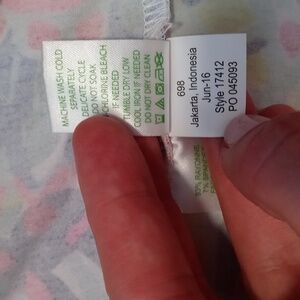 MACHINE WASH COLD
SEPARATELY
DELICATE CYCLE
DO NOT SOAK
CHLORINE BLEACH
IF NEEDED
TUMBLE DRY LOW
COOL IRON IF NEEDED
DO NOT DRY CLEAN
698
Jakarta, Indonesia
Jun-16
Style 17412
PO 045093